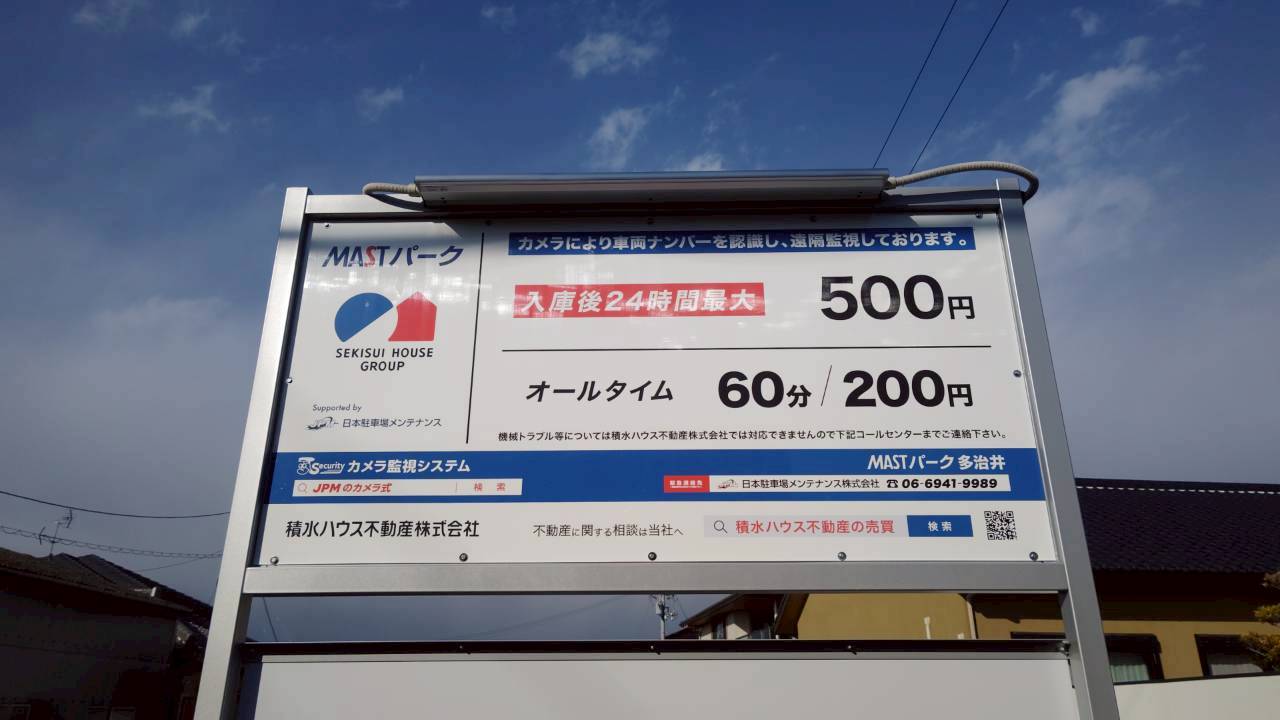 MASTパーク
SEKISUI HOUSE
GROUP
Supported by
日本駐車場メンテナンス
カメラにより車両ナンバーを認識し、遠隔監視しております。
入庫後24時間最大 500円
オールタイム 60分/200円
機械トラブル等については積水ハウス不動産株式会社では対応できませんので下記コールセンターまでご連絡下さい。
Security カメラ監視システム
JPMのカメラ式 検索
MASTパーク多治井
緊急連絡先 日本駐車場メンテナンス株式会社 ☎06-6941-9989
積水ハウス不動産株式会社
不動産に関する相談は当社へ
積水ハウス不動産の売買 検索